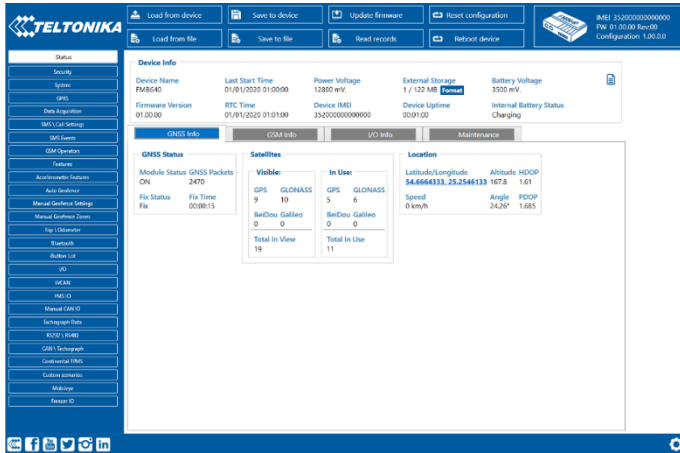 TELTONIKA
Load from device
Save to device
Update firmware
Reset configuration
Load from file
Save to file
Read records
Reboot device
IMEI 352000000000000
FW 01.00.00 Rev:00
Configuration 1.00.0.0
Status
Security
System
GPRS
Data Acquisition
SMS \ Call Settings
SMS Events
GSM Operators
Features
Accelerometer Features
Auto Geofence
Manual Geofence Settings
Manual Geofence Zones
Trip \ Odometer
Bluetooth
iButton List
I/O
LVCAN
FMS IO
Manual CAN IO
Tachograph Data
RS232 \ RS485
CAN \ Tachograph
Continental TPMS
Custom scenarios
Mobileye
Freezer IO
Device Info
Device Name Last Start Time Power Voltage External Storage Battery Voltage
FMB640 01/01/2020 01:00:00 12800 mV. 1 / 122 MB Format 3500 mV.
Firmware Version RTC Time Device IMEI Device Uptime Internal Battery Status
01.00.00 01/01/2020 01:01:00 352000000000000 00:01:00 Charging
GNSS Info GSM Info I/O Info Maintenance
GNSS Status
Module Status GNSS Packets
ON 2470
Fix Status Fix Time
Fix 00:00:15
Satellites
Visible:
GPS GLONASS
9 10
BeiDou Galileo
0 0
Total In View
19
In Use:
GPS GLONASS
5 6
BeiDou Galileo
0 0
Total In Use
11
Location
Latitude/Longitude Altitude HDOP
54.6664333, 25.2546133 167.8 1.61
Speed Angle PDOP
0 km/h 24.26° 1.685